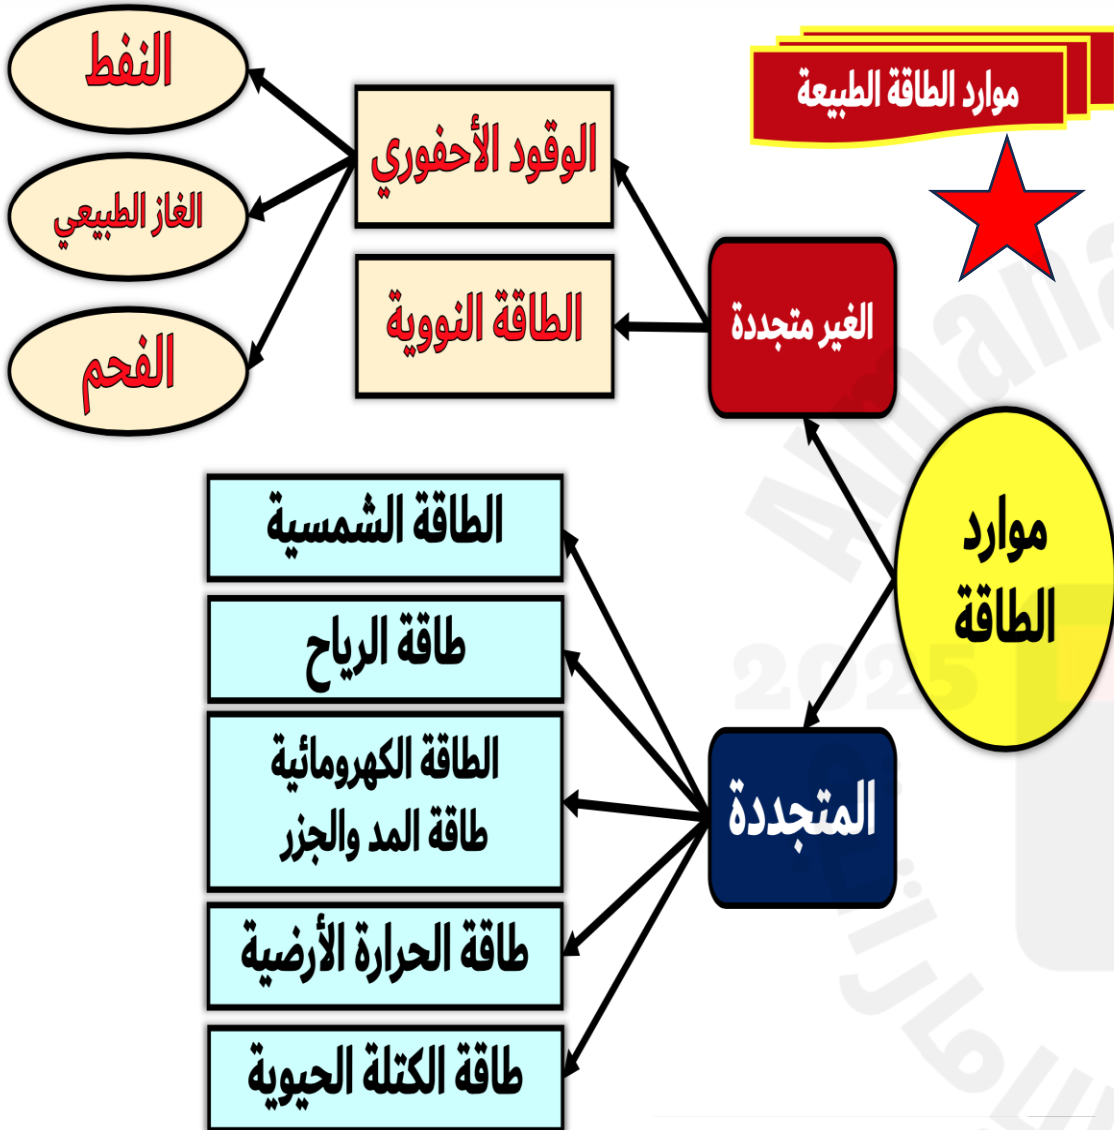 موارد الطاقة الطبيعة
موارد
الطاقة
الغير متجددة
الوقود الأحفوري
النفط
الغاز الطبيعي
الفحم
الطاقة النووية
المتجددة
الطاقة الشمسية
طاقة الرياح
الطاقة الكهرومائية
طاقة المد والجزر
طاقة الحرارة الأرضية
طاقة الكتلة الحيوية
2025